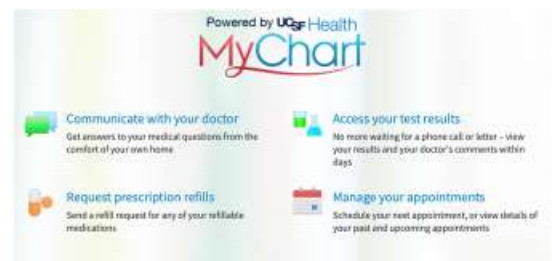 Powered by UCSF Health
MyChart
Communicate with your doctor
Get answers to your medical questions from the
comfort of your own home
Access your test results
No more waiting for a phone call or letter – view
your results and your doctor's comments within
days
Request prescription refills
Send a refill request for any of your refillable
medications
Manage your appointments
Schedule your next appointment, or view details of
your past and upcoming appointments